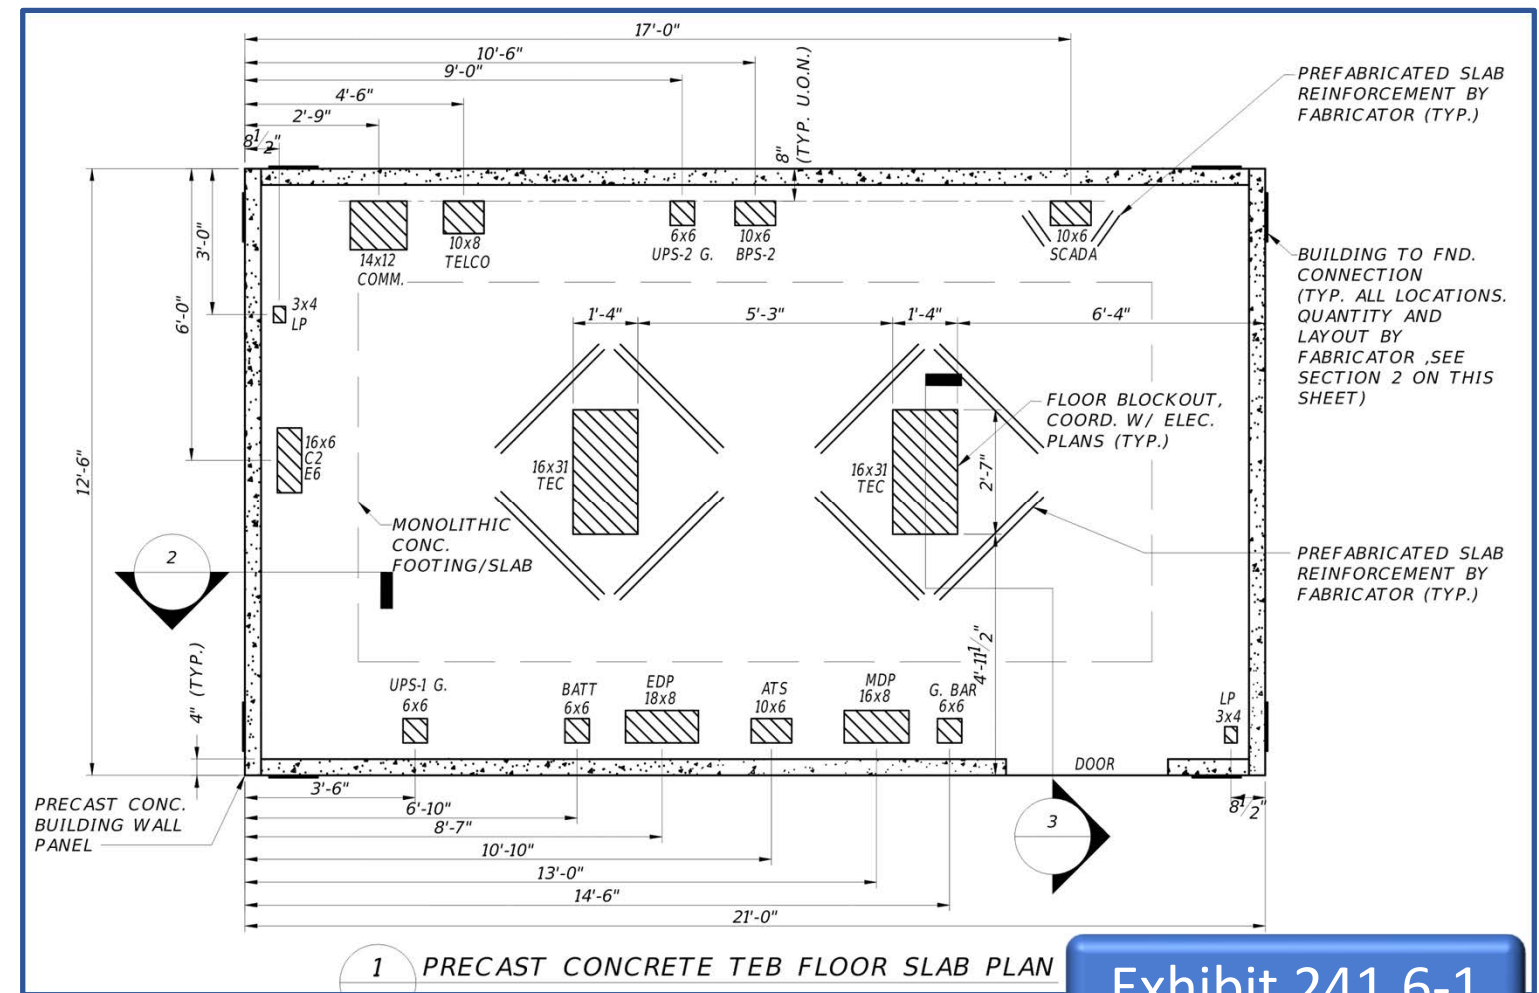 17'-0"
10'-6"
9'-0"
4'-6"
2'-9"
8 1/2"
8"
(TYP. U.O.N.)
PREFABRICATED SLAB
REINFORCEMENT BY
FABRICATOR (TYP.)
14x12
COMM.
10x8
TELCO
6x6
UPS-2 G.
10x6
BPS-2
10x6
SCADA
BUILDING TO FND.
CONNECTION
(TYP. ALL LOCATIONS.
QUANTITY AND
LAYOUT BY
FABRICATOR ,SEE
SECTION 2 ON THIS
SHEET)
3'-0"
6'-0"
12'-6"
3x4
LP
1'-4"
5'-3"
1'-4"
6'-4"
FLOOR BLOCKOUT,
COORD. W/ ELEC.
PLANS (TYP.)
16x6
C2
E6
16x31
TEC
16x31
TEC
2'-7"
MONOLITHIC
CONC.
FOOTING/SLAB
2
PREFABRICATED SLAB
REINFORCEMENT BY
FABRICATOR (TYP.)
4'-11 1/2"
4" (TYP.)
UPS-1 G.
6x6
BATT
6x6
EDP
18x8
ATS
10x6
MDP
16x8
G. BAR
6x6
LP
3x4
DOOR
PRECAST CONC.
BUILDING WALL
PANEL
3'-6"
6'-10"
8'-7"
10'-10"
13'-0"
14'-6"
21'-0"
8 1/2"
3
1 PRECAST CONCRETE TEB FLOOR SLAB PLAN
Exhibit 241.6-1